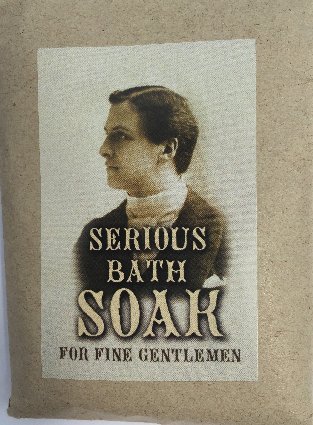 SERIOUS
BATH
SOAK
FOR FINE GENTLEMEN